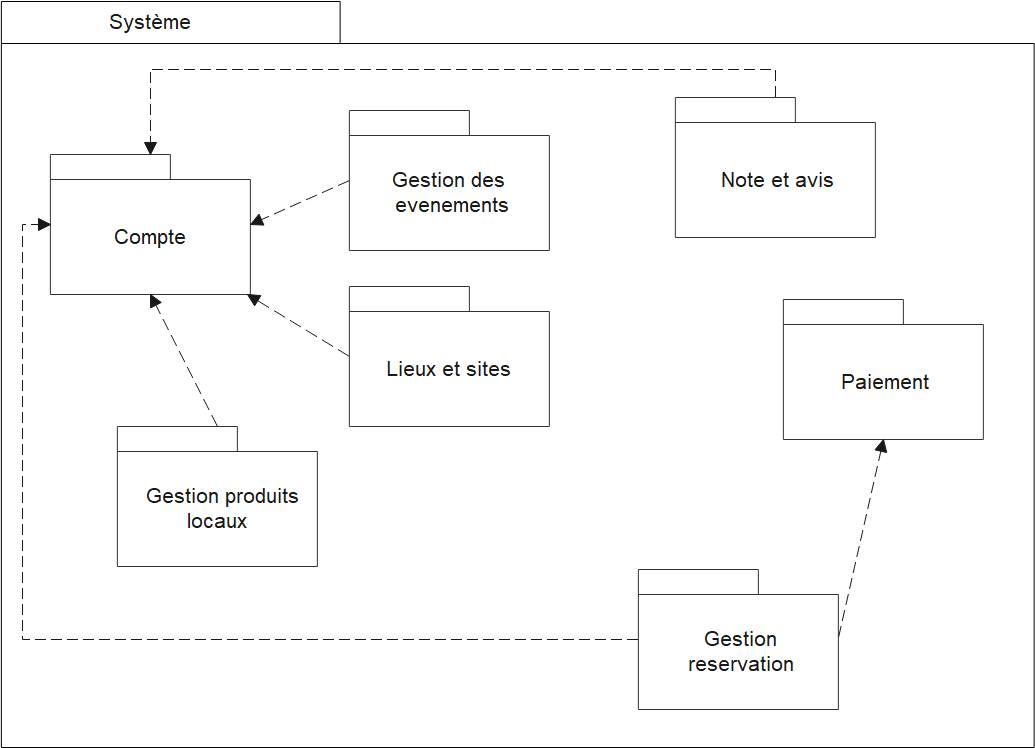 Système
Gestion des
evenements
Note et avis
Compte
Lieux et sites
Paiement
Gestion produits
locaux
Gestion
reservation